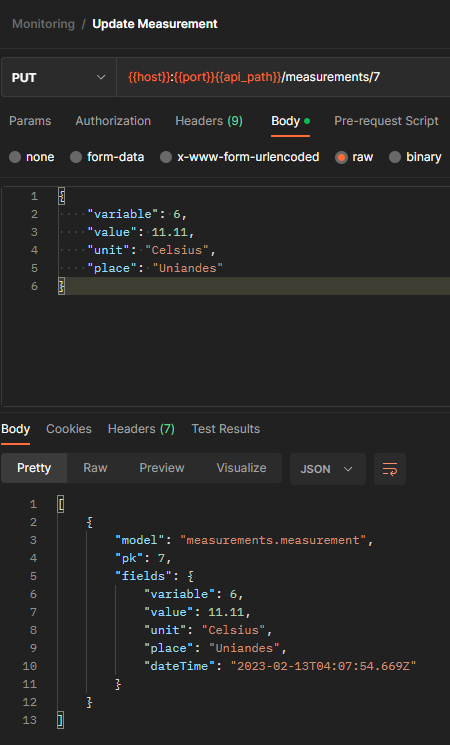 Monitoring / Update Measurement
PUT {{host}}:{{port}}{{api_path}}/measurements/7
Params Authorization Headers (9) Body Pre-request Script
none form-data x-www-form-urlencoded raw binary
1 {
2 "variable": 6,
3 "value": 11.11,
4 "unit": "Celsius",
5 "place": "Uniandes"
6 }
Body Cookies Headers (7) Test Results
Pretty Raw Preview Visualize JSON
1 [
2 {
3 "model": "measurements.measurement",
4 "pk": 7,
5 "fields": {
6 "variable": 6,
7 "value": 11.11,
8 "unit": "Celsius",
9 "place": "Uniandes",
10 "dateTime": "2023-02-13T04:07:54.669Z"
11 }
12 }
13 ]